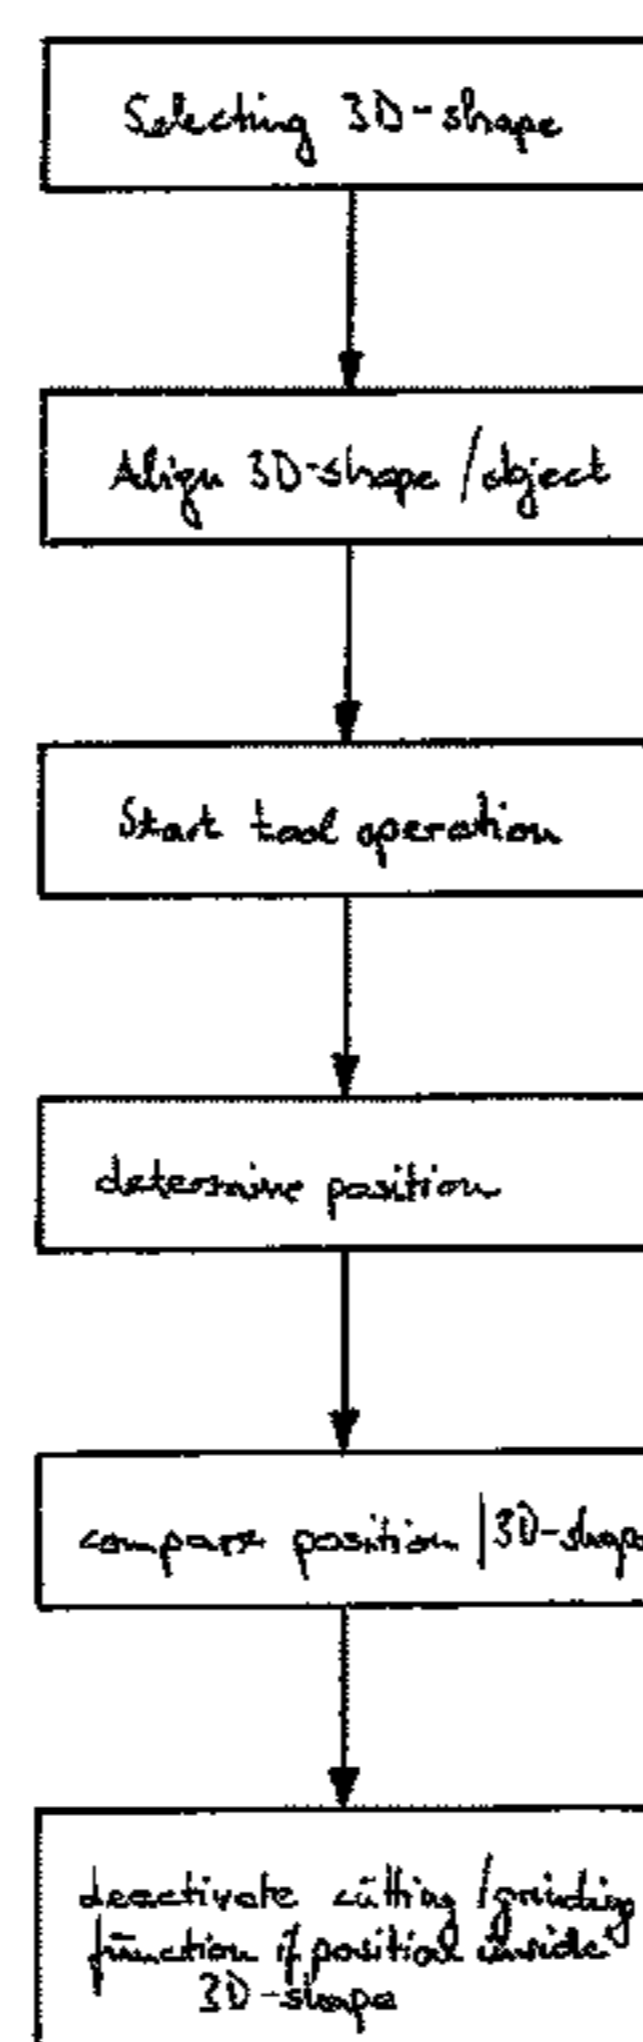 Selecting 3D-shape
Align 3D-shape / object
Start tool operation
determine position
compare position | 3D-shape
deactivate cutting / grinding
function if position inside
3D-shape